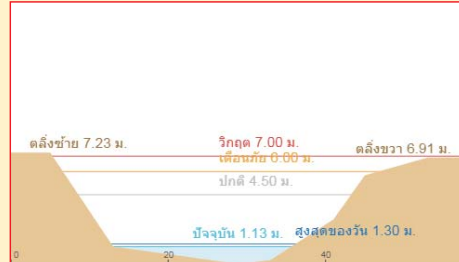 วิกฤต 7.00 ม.
ตลิ่งซ้าย 7.23 ม.
ตลิ่งขวา 6.91 ม.
เตือนภัย 6.00 ม.
ปกติ 4.50 ม.
ปัจจุบัน 1.13 ม.
สูงสุดของวัน 1.30 ม.
0 20 40